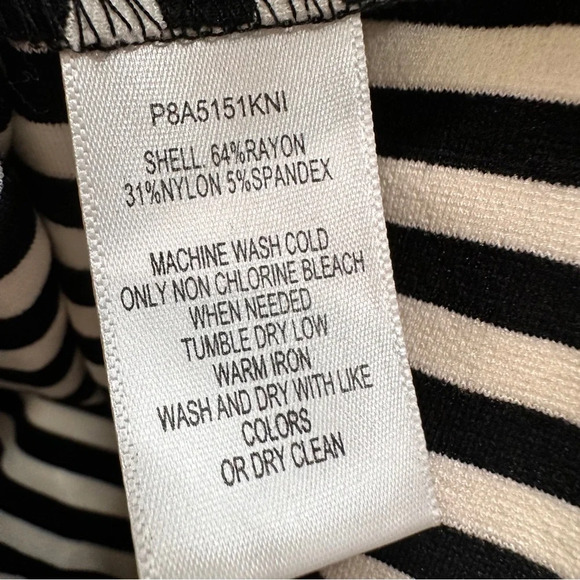 P8A5151KNI
SHELL. 64%RAYON
31%NYLON 5%SPANDEX
MACHINE WASH COLD
ONLY NON CHLORINE BLEACH
WHEN NEEDED
TUMBLE DRY LOW
WARM IRON
WASH AND DRY WITH LIKE
COLORS
OR DRY CLEAN